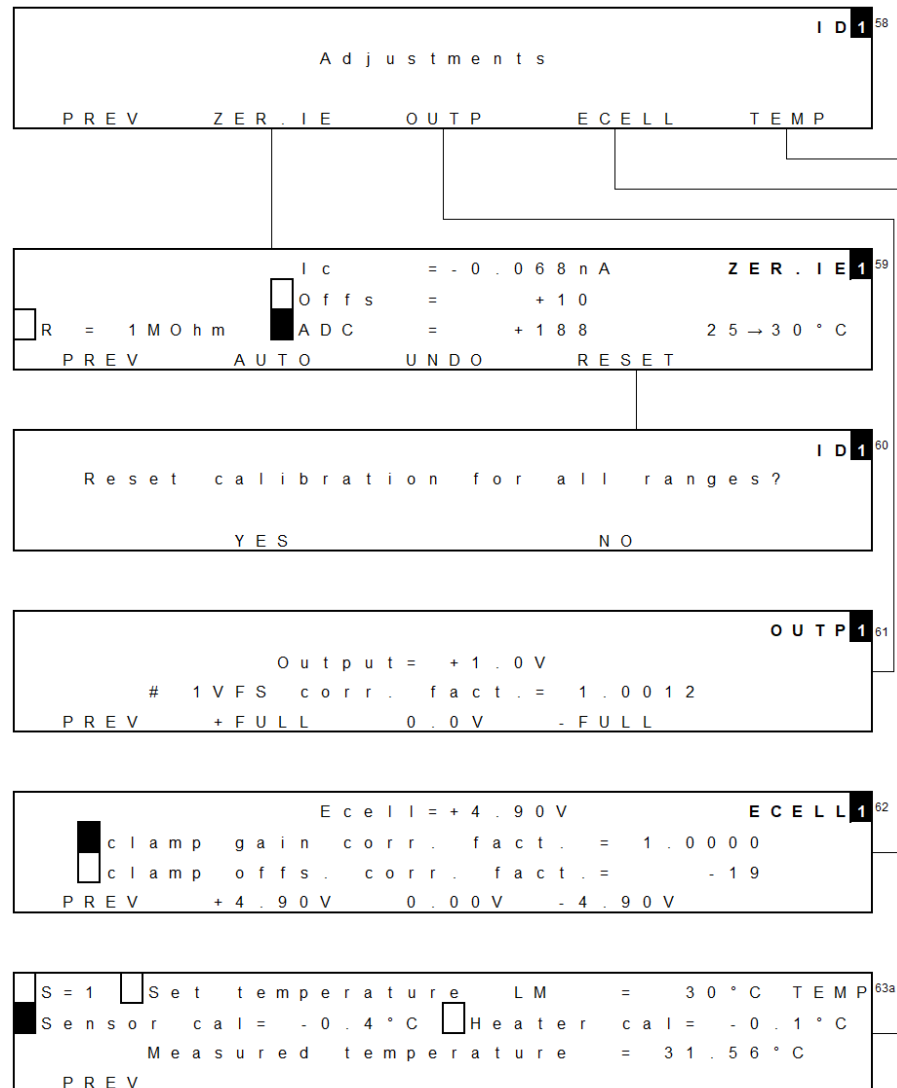 ID1 58
Adjustments
PREV ZER.IE OUTP ECELL TEMP
Ic =-0.068nA ZER.IE1 59
Offs = +10
R = 1MOhm ADC = +188 25→30°C
PREV AUTO UNDO RESET
ID1 60
Reset calibration for all ranges?
YES NO
OUTP1 61
Output= +1.0V
# 1VFS corr. fact.= 1.0012
PREV +FULL 0.0V -FULL
Ecell=+4.90V ECELL1 62
clamp gain corr. fact. = 1.0000
clamp offs. corr. fact.= -19
PREV +4.90V 0.00V -4.90V
S=1 Set temperature LM = 30°C TEMP 63a
Sensor cal= -0.4°C Heater cal= -0.1°C
Measured temperature = 31.56°C
PREV